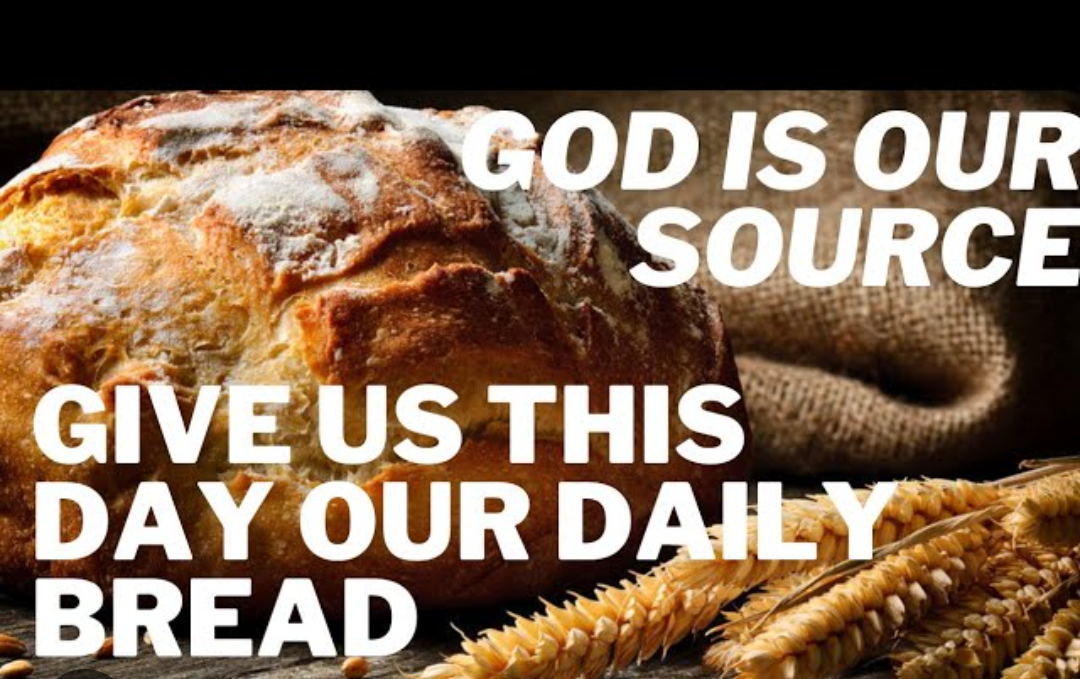 GOD IS OUR
SOURCE
GIVE US THIS
DAY OUR DAILY
BREAD